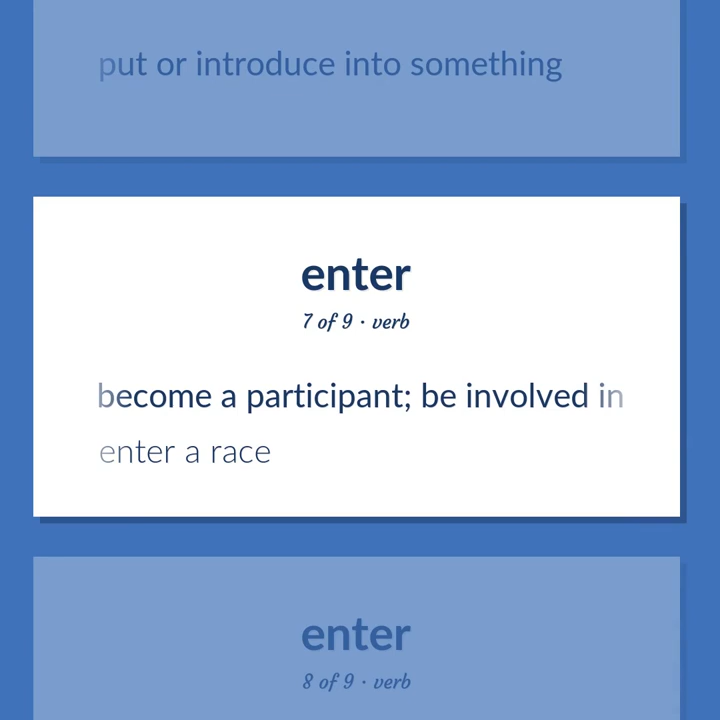 put or introduce into something
enter
7 of 9 · verb
become a participant; be involved in
enter a race
enter
8 of 9 · verb